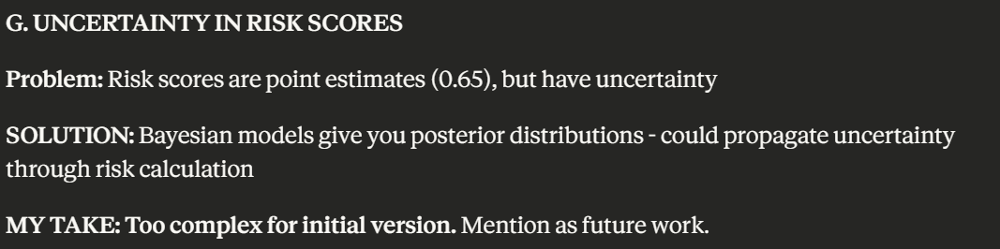 G. UNCERTAINTY IN RISK SCORES
Problem: Risk scores are point estimates (0.65), but have uncertainty
SOLUTION: Bayesian models give you posterior distributions - could propagate uncertainty
through risk calculation
MY TAKE: Too complex for initial version. Mention as future work.